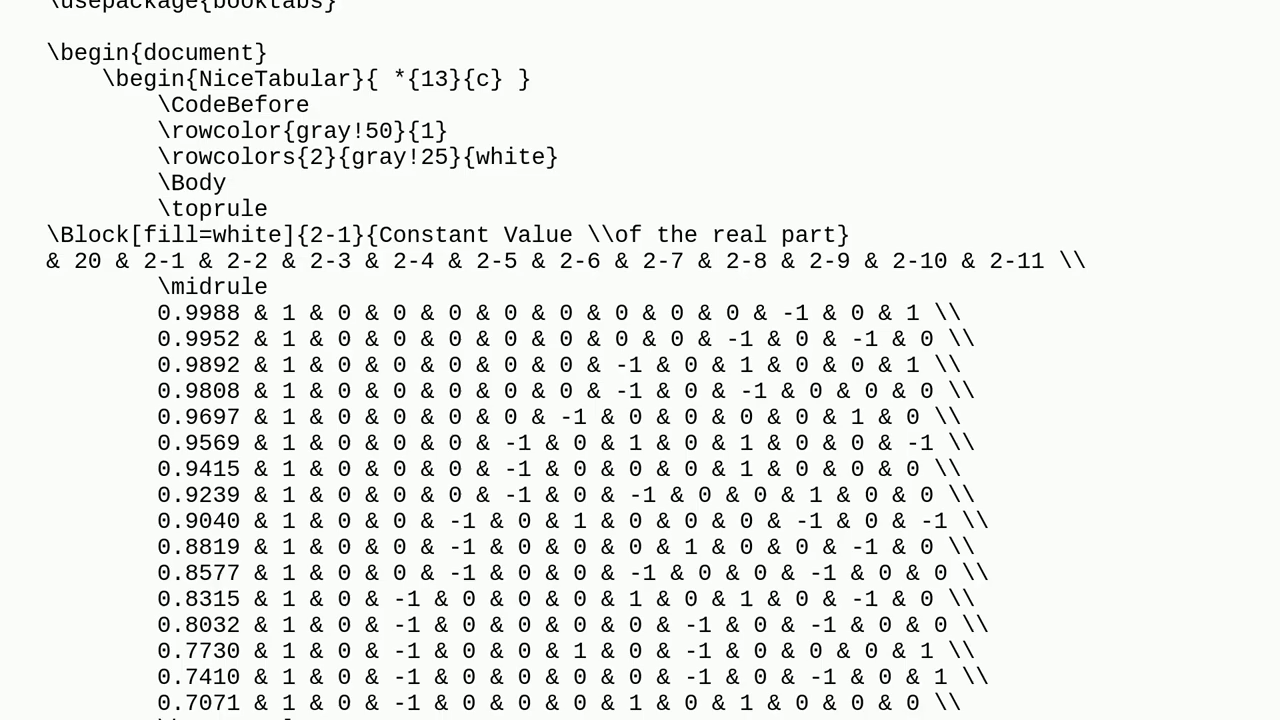 \usepackage{booktabs}
\begin{document}
\begin{NiceTabular}{ *{13}{c} }
\CodeBefore
\rowcolor{gray!50}{1}
\rowcolors{2}{gray!25}{white}
\Body
\toprule
\Block[fill=white]{2-1}{Constant Value \\of the real part}
& 20 & 2-1 & 2-2 & 2-3 & 2-4 & 2-5 & 2-6 & 2-7 & 2-8 & 2-9 & 2-10 & 2-11 \\
\midrule
0.9988 & 1 & 0 & 0 & 0 & 0 & 0 & 0 & 0 & 0 & -1 & 0 & 1 \\
0.9952 & 1 & 0 & 0 & 0 & 0 & 0 & 0 & 0 & -1 & 0 & -1 & 0 \\
0.9892 & 1 & 0 & 0 & 0 & 0 & 0 & -1 & 0 & 1 & 0 & 0 & 1 \\
0.9808 & 1 & 0 & 0 & 0 & 0 & 0 & -1 & 0 & -1 & 0 & 0 & 0 \\
0.9697 & 1 & 0 & 0 & 0 & 0 & -1 & 0 & 0 & 0 & 0 & 1 & 0 \\
0.9569 & 1 & 0 & 0 & 0 & -1 & 0 & 1 & 0 & 1 & 0 & 0 & -1 \\
0.9415 & 1 & 0 & 0 & 0 & -1 & 0 & 0 & 0 & 1 & 0 & 0 & 0 \\
0.9239 & 1 & 0 & 0 & 0 & -1 & 0 & -1 & 0 & 0 & 1 & 0 & 0 \\
0.9040 & 1 & 0 & 0 & -1 & 0 & 1 & 0 & 0 & 0 & -1 & 0 & -1 \\
0.8819 & 1 & 0 & 0 & -1 & 0 & 0 & 0 & 1 & 0 & 0 & -1 & 0 \\
0.8577 & 1 & 0 & 0 & -1 & 0 & 0 & -1 & 0 & 0 & -1 & 0 & 0 \\
0.8315 & 1 & 0 & -1 & 0 & 0 & 0 & 1 & 0 & 1 & 0 & -1 & 0 \\
0.8032 & 1 & 0 & -1 & 0 & 0 & 0 & 0 & -1 & 0 & -1 & 0 & 0 \\
0.7730 & 1 & 0 & -1 & 0 & 0 & 1 & 0 & -1 & 0 & 0 & 0 & 1 \\
0.7410 & 1 & 0 & -1 & 0 & 0 & 0 & 0 & -1 & 0 & -1 & 0 & 1 \\
0.7071 & 1 & 0 & -1 & 0 & 0 & 0 & 1 & 0 & 1 & 0 & 0 & 0 \\